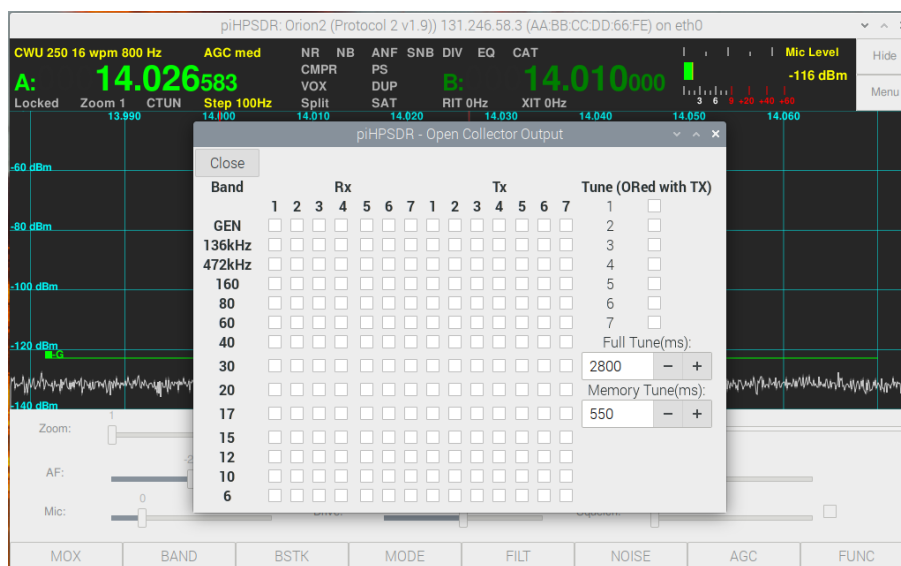 piHPSDR: Orion2 (Protocol 2 v1.9)) 131.246.58.3 (AA:BB:CC:DD:66:FE) on eth0
CWU 250 16 wpm 800 Hz AGC med NR NB ANF SNB DIV EQ CAT Mic Level Hide
CMPR PS
A: 14.026583 VOX DUP B: 14.010000 -116 dBm Menu
Locked Zoom 1 CTUN Step 100Hz Split SAT RIT 0Hz XIT 0Hz 3 6 9 +20 +40 +60
13.990 14.000 14.010 14.020 14.030 14.040 14.050 14.060
piHPSDR - Open Collector Output
Close
-60 dBm
Band Rx Tx Tune (ORed with TX)
1 2 3 4 5 6 7 1 2 3 4 5 6 7 1
GEN 2
-80 dBm
136kHz 3
472kHz 4
160 5
-100 dBm
80 6
60 7
40 Full Tune(ms):
-120 dBm
-G
30 2800 − +
20 Memory Tune(ms):
-140 dBm
17 550 − +
Zoom: 1
15
12
AF: -2
10
6
Mic: 0
MOX BAND BSTK MODE FILT NOISE AGC FUNC